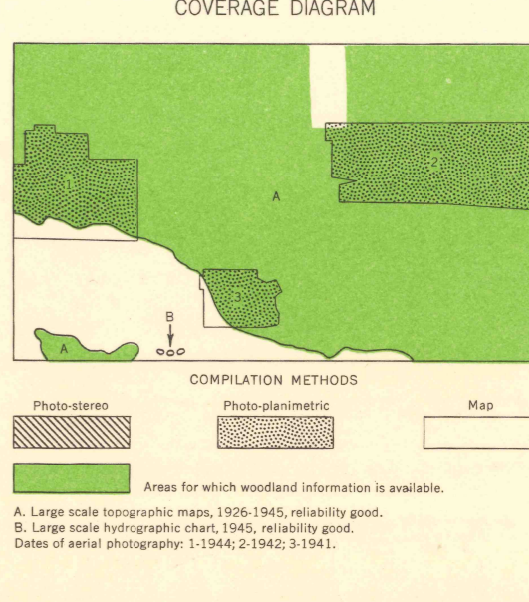 COVERAGE DIAGRAM
1
2
A
3
B
A
COMPILATION METHODS
Photo-stereo Photo-planimetric Map
Areas for which woodland information is available.
A. Large scale topographic maps, 1926-1945, reliability good.
B. Large scale hydrographic chart, 1945, reliability good.
Dates of aerial photography: 1-1944; 2-1942; 3-1941.